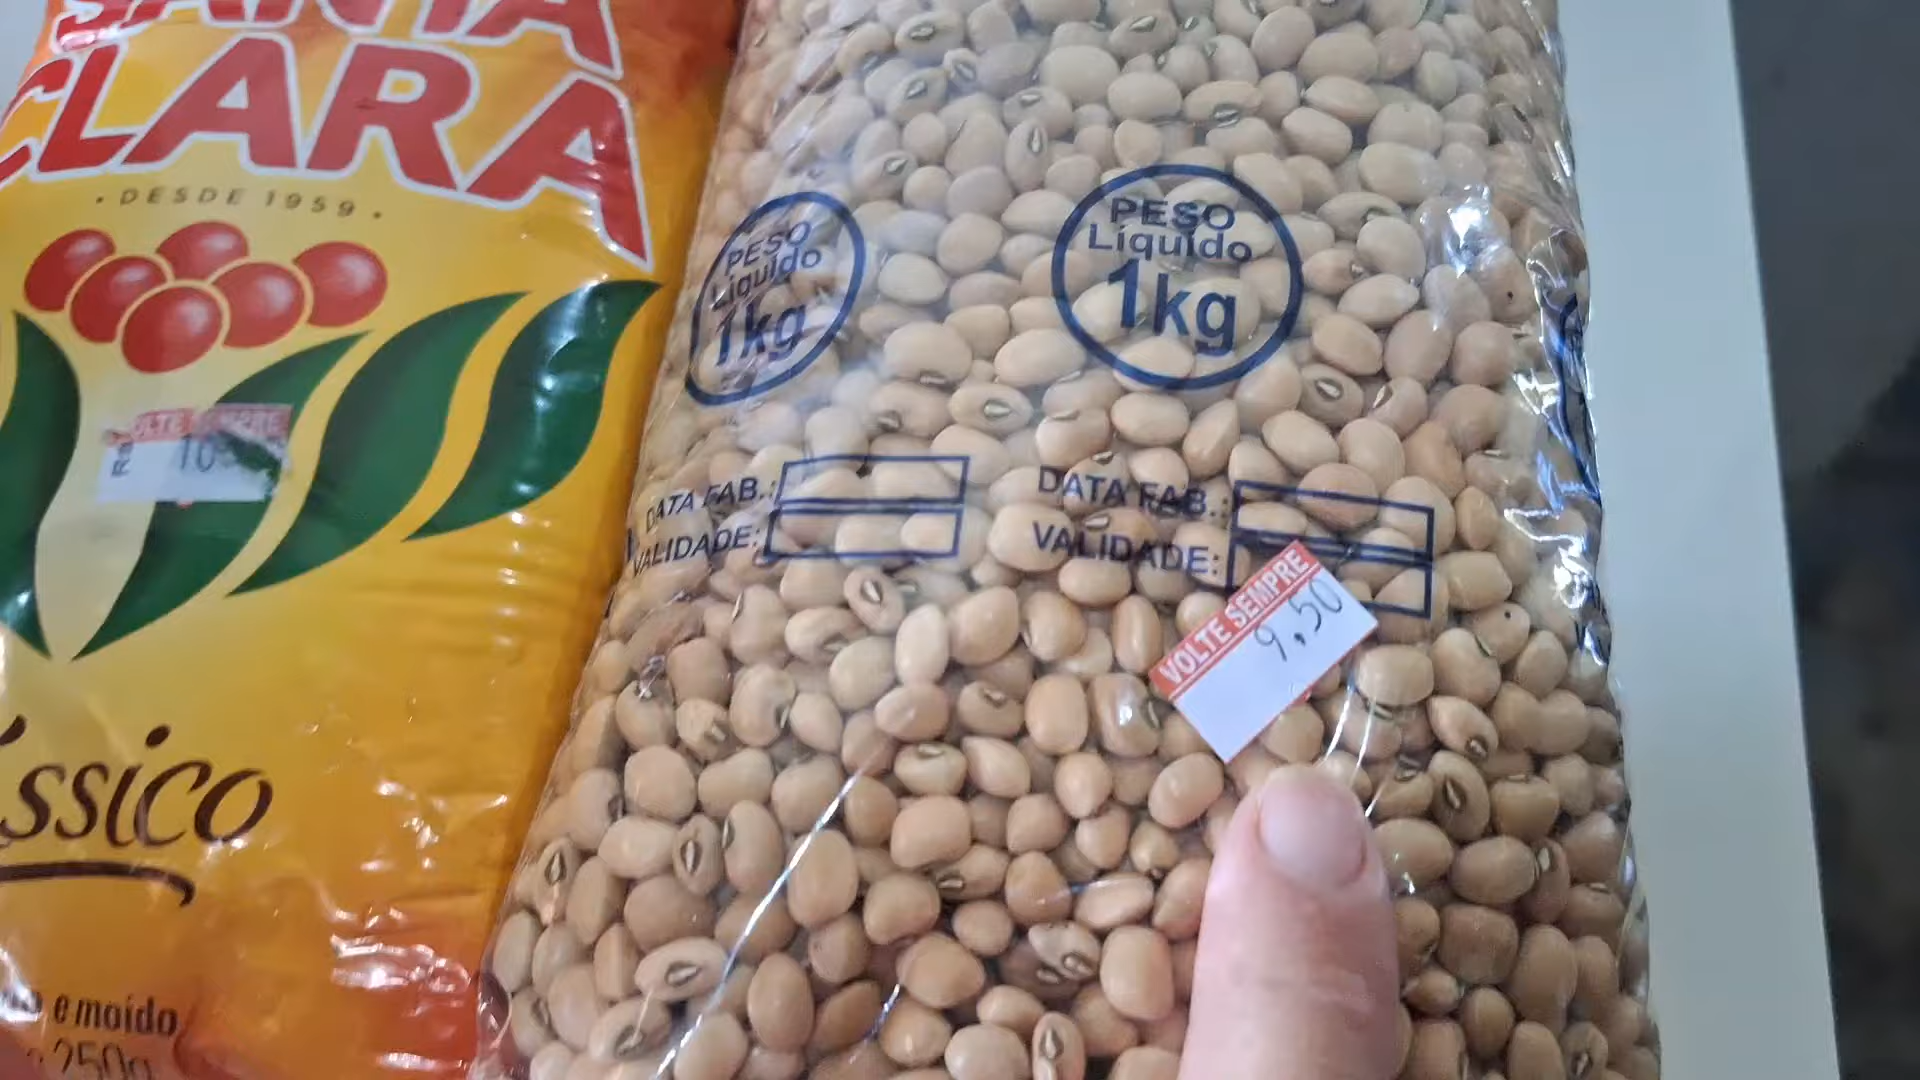 SANTA
CLARA
DESDE 1959
VOLTE SEMPRE
R$ 10
ssico
e moído
250g
PESO
Líquido
1kg
DATA FAB.:
VALIDADE:
PESO
Líquido
1kg
DATA FAB.:
VALIDADE:
VOLTE SEMPRE
9,50